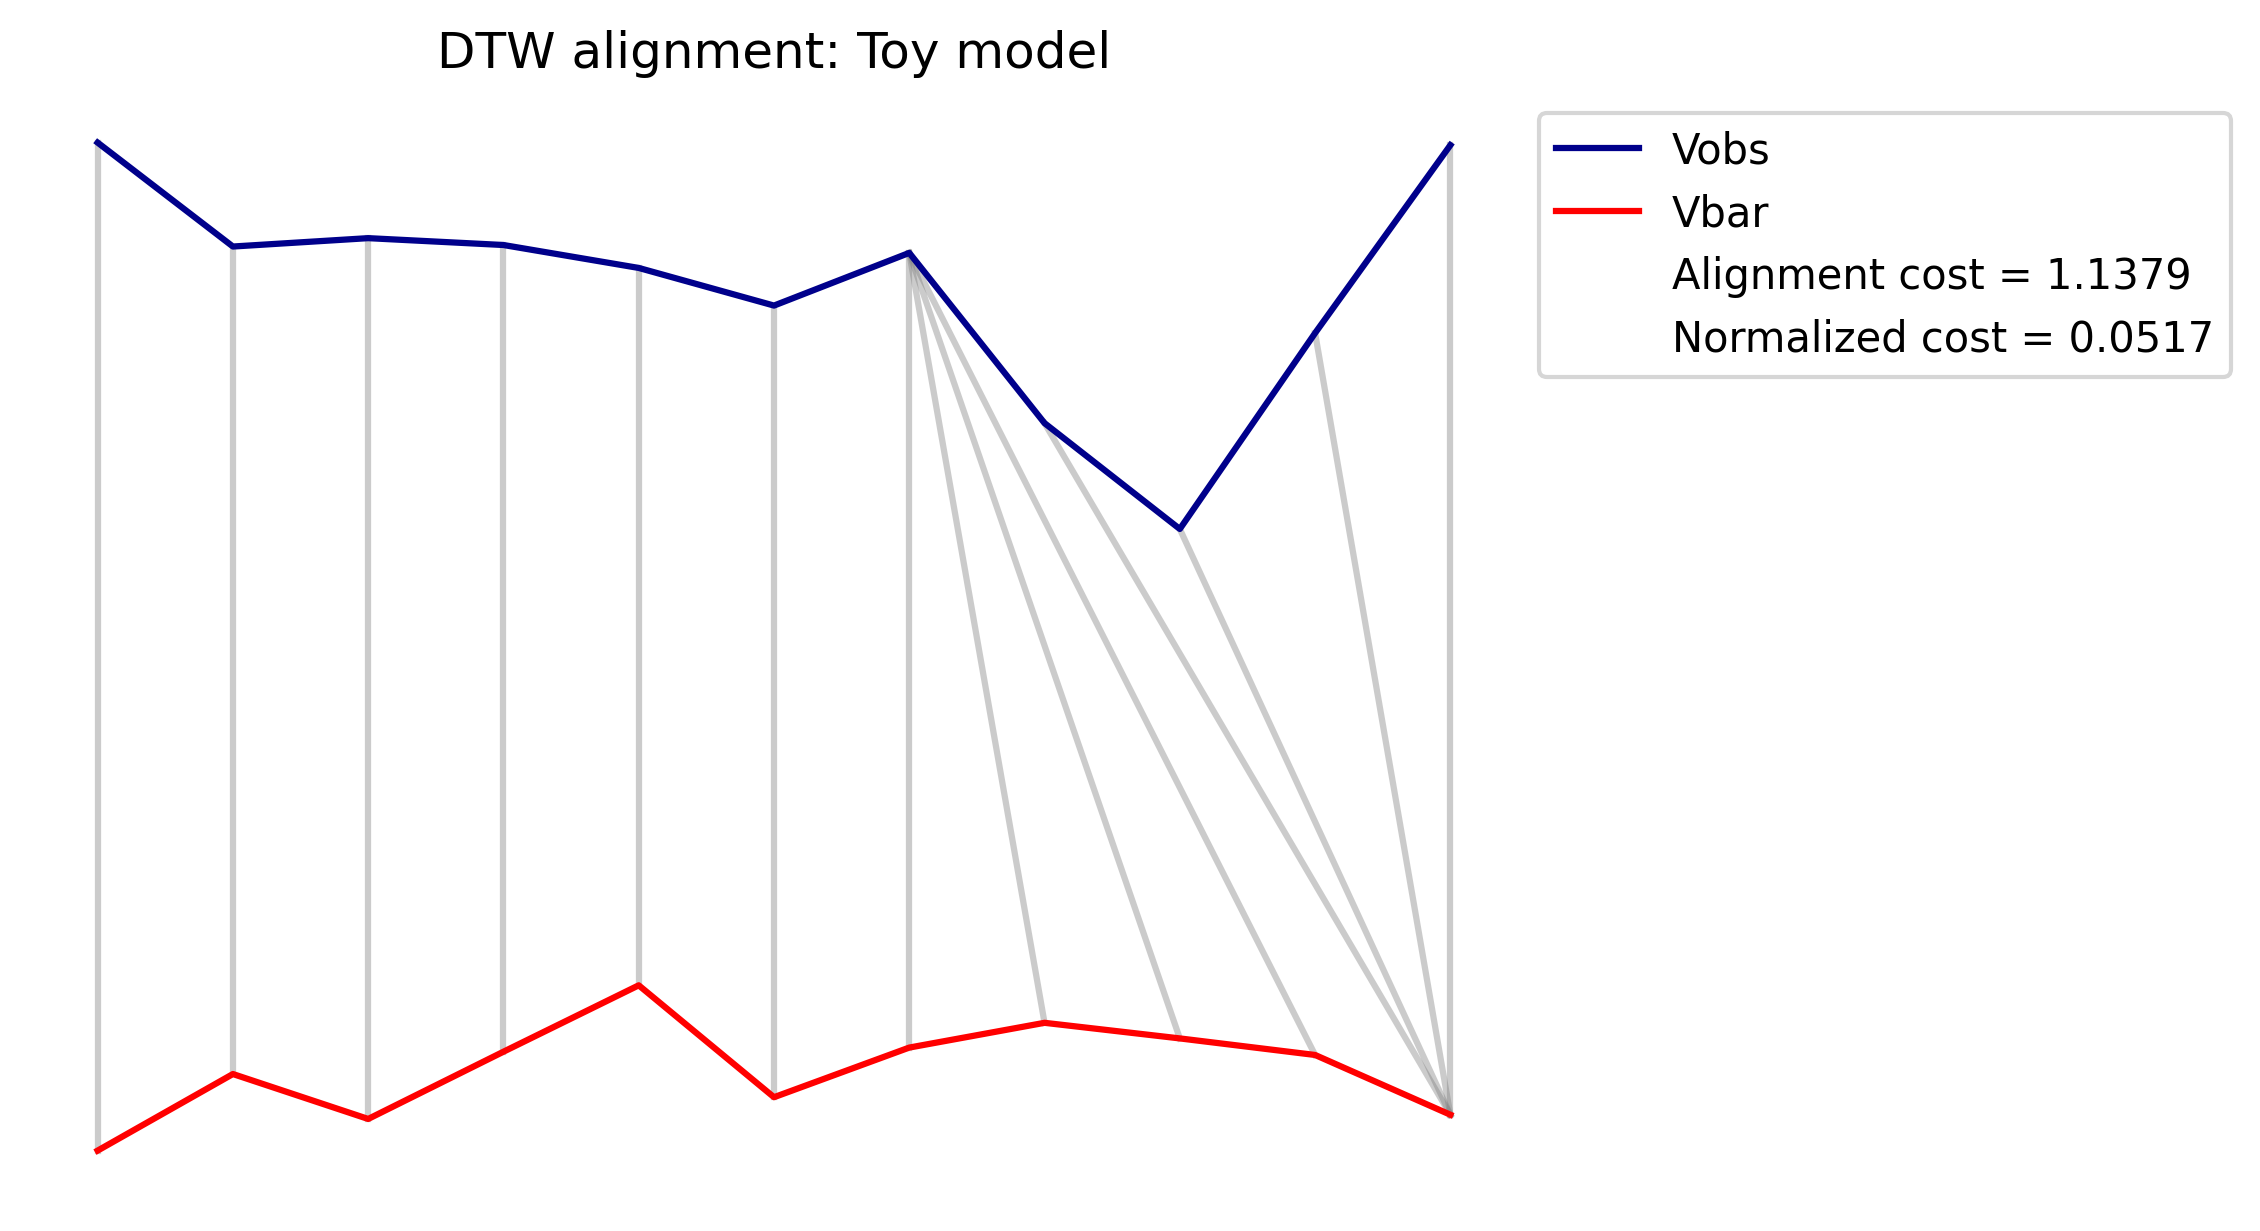 DTW alignment: Toy model
Vobs
Vbar
Alignment cost = 1.1379
Normalized cost = 0.0517